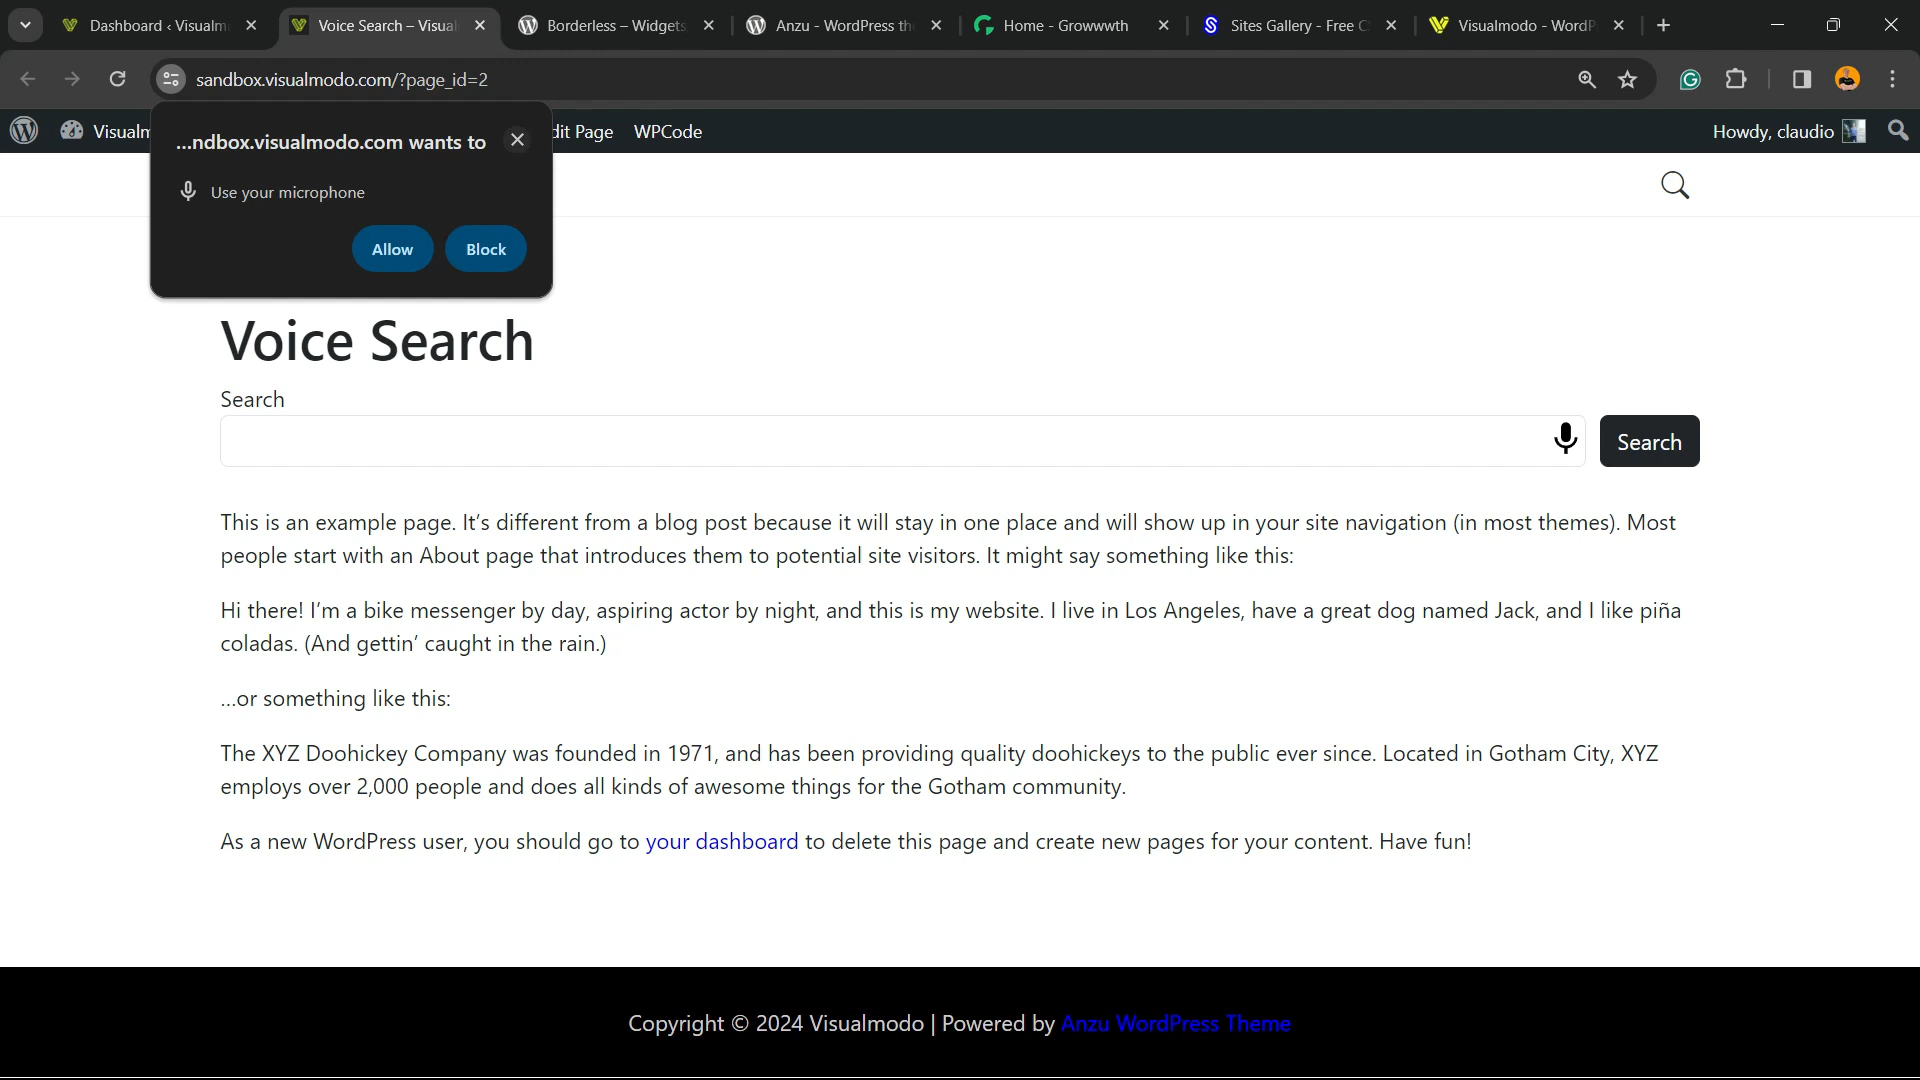 Dashboard ‹ Visualm
Voice Search – Visual
Borderless – Widgets
Anzu - WordPress th
Home - Growwwth
Sites Gallery - Free C
Visualmodo - WordP
sandbox.visualmodo.com/?page_id=2
Visualm
dit Page
WPCode
Howdy, claudio
...ndbox.visualmodo.com wants to
Use your microphone
Allow
Block
Voice Search
Search
Search
This is an example page. It’s different from a blog post because it will stay in one place and will show up in your site navigation (in most themes). Most
people start with an About page that introduces them to potential site visitors. It might say something like this:
Hi there! I’m a bike messenger by day, aspiring actor by night, and this is my website. I live in Los Angeles, have a great dog named Jack, and I like piña
coladas. (And gettin’ caught in the rain.)
…or something like this:
The XYZ Doohickey Company was founded in 1971, and has been providing quality doohickeys to the public ever since. Located in Gotham City, XYZ
employs over 2,000 people and does all kinds of awesome things for the Gotham community.
As a new WordPress user, you should go to your dashboard to delete this page and create new pages for your content. Have fun!
Copyright © 2024 Visualmodo | Powered by Anzu WordPress Theme